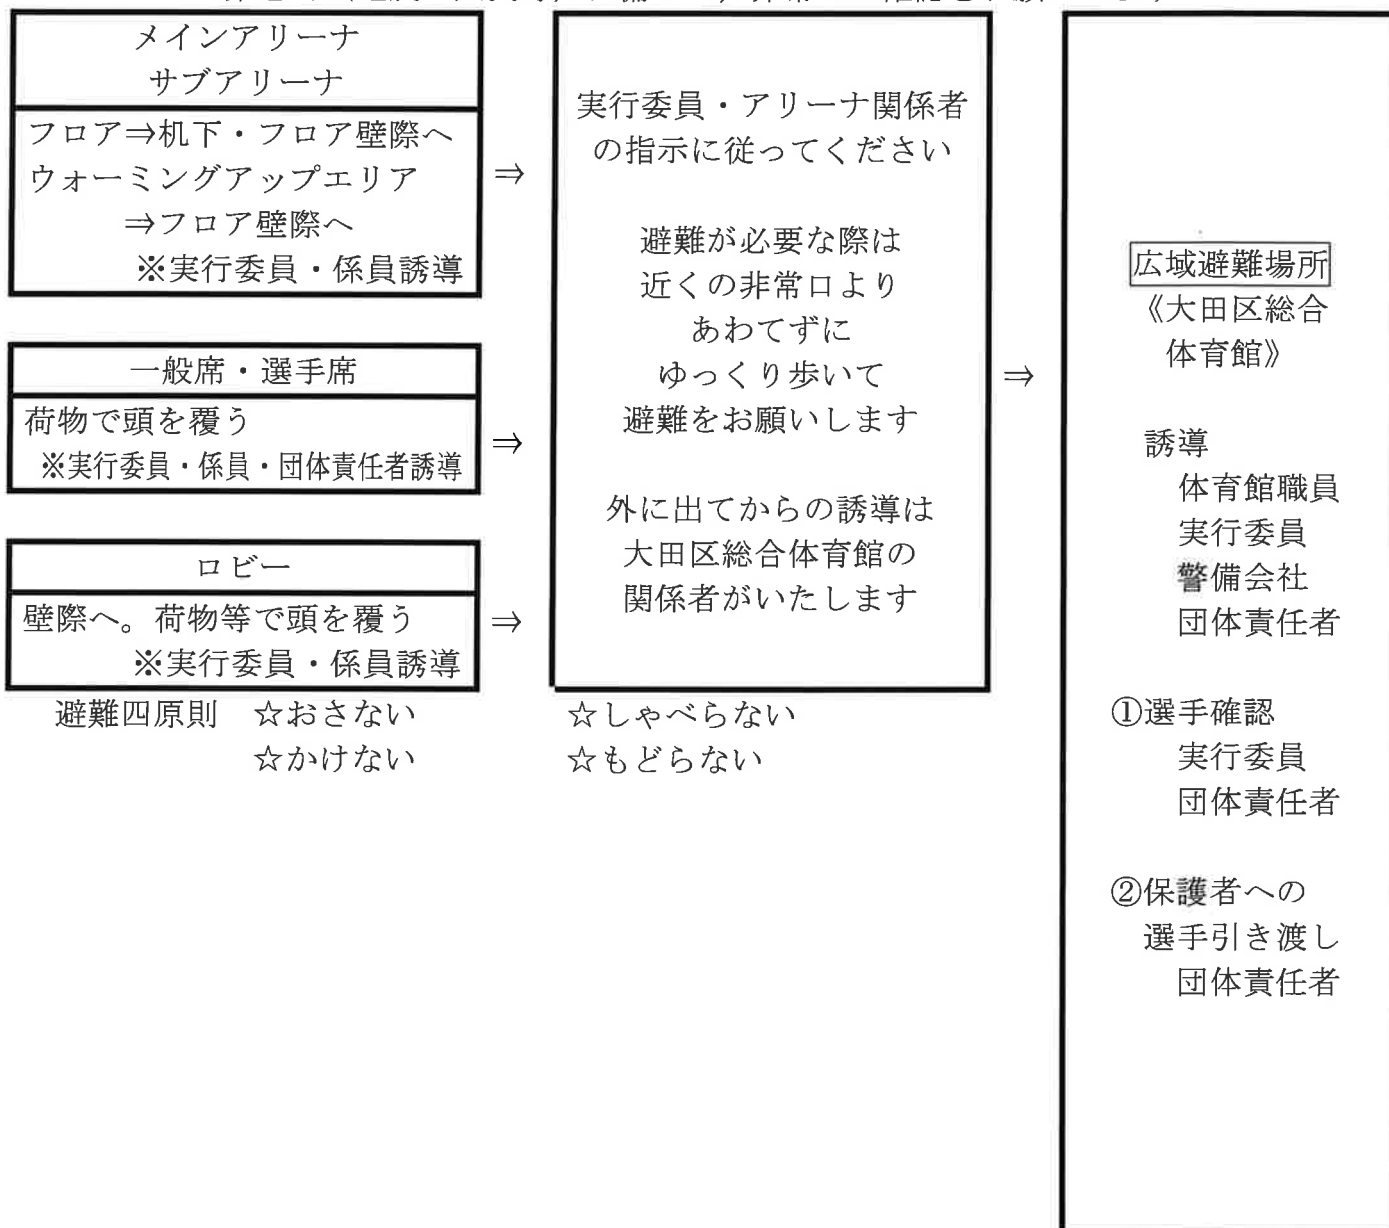 メインアリーナ
サブアリーナ
フロア⇒机下・フロア壁際へ
ウォーミングアップエリア
⇒フロア壁際へ
※実行委員・係員誘導
⇒
一般席・選手席
荷物で頭を覆う
※実行委員・係員・団体責任者誘導
⇒
ロビー
壁際へ。荷物等で頭を覆う
※実行委員・係員誘導
⇒
実行委員・アリーナ関係者
の指示に従ってください
避難が必要な際は
近くの非常口より
あわてずに
ゆっくり歩いて
避難をお願いします
外に出てからの誘導は
大田区総合体育館の
関係者がいたします
⇒
広域避難場所
《大田区総合
体育館》
誘導
体育館職員
実行委員
警備会社
団体責任者
①選手確認
実行委員
団体責任者
②保護者への
選手引き渡し
団体責任者
避難四原則 ☆おさない ☆しゃべらない
☆かけない ☆もどらない